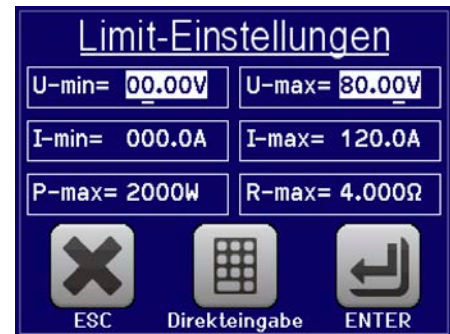 Limit-Einstellungen
U-min= 00.00V U-max= 80.00V
I-min= 000.0A I-max= 120.0A
P-max= 2000W R-max= 4.000Ω
ESC Direkteingabe ENTER